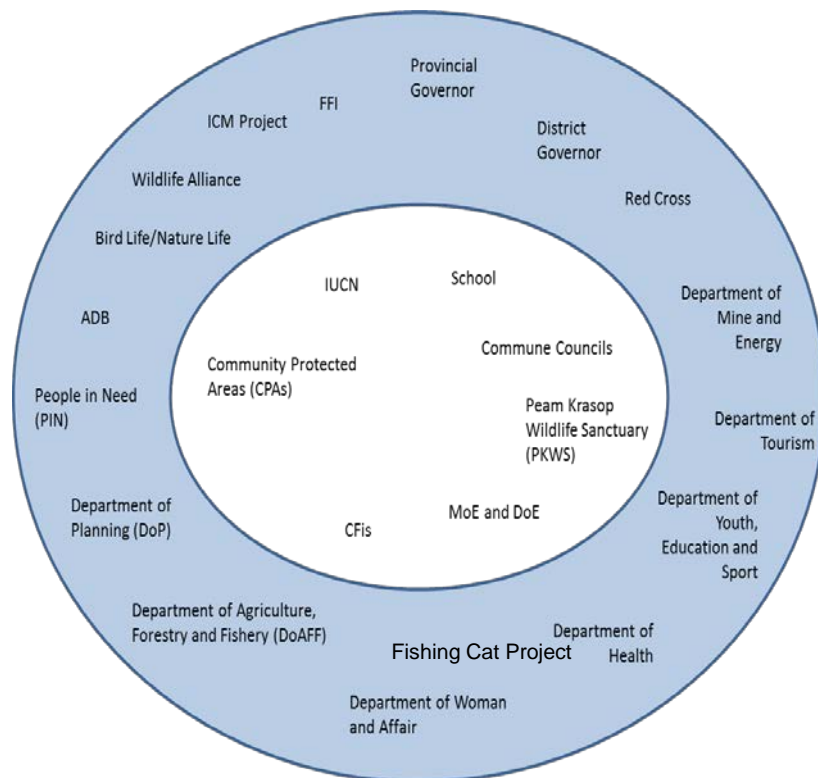 Provincial
Governor
FFI
ICM Project
District
Governor
Wildlife Alliance
Red Cross
Bird Life/Nature Life
IUCN
School
Department of
Mine and
Energy
ADB
Commune Councils
Community Protected
Areas (CPAs)
People in Need
(PIN)
Peam Krasop
Wildlife Sanctuary
(PKWS)
Department of
Tourism
Department of
Planning (DoP)
MoE and DoE
CFis
Department of
Youth,
Education and
Sport
Department of Agriculture,
Forestry and Fishery (DoAFF)
Fishing Cat Project
Department of
Health
Department of Woman
and Affair